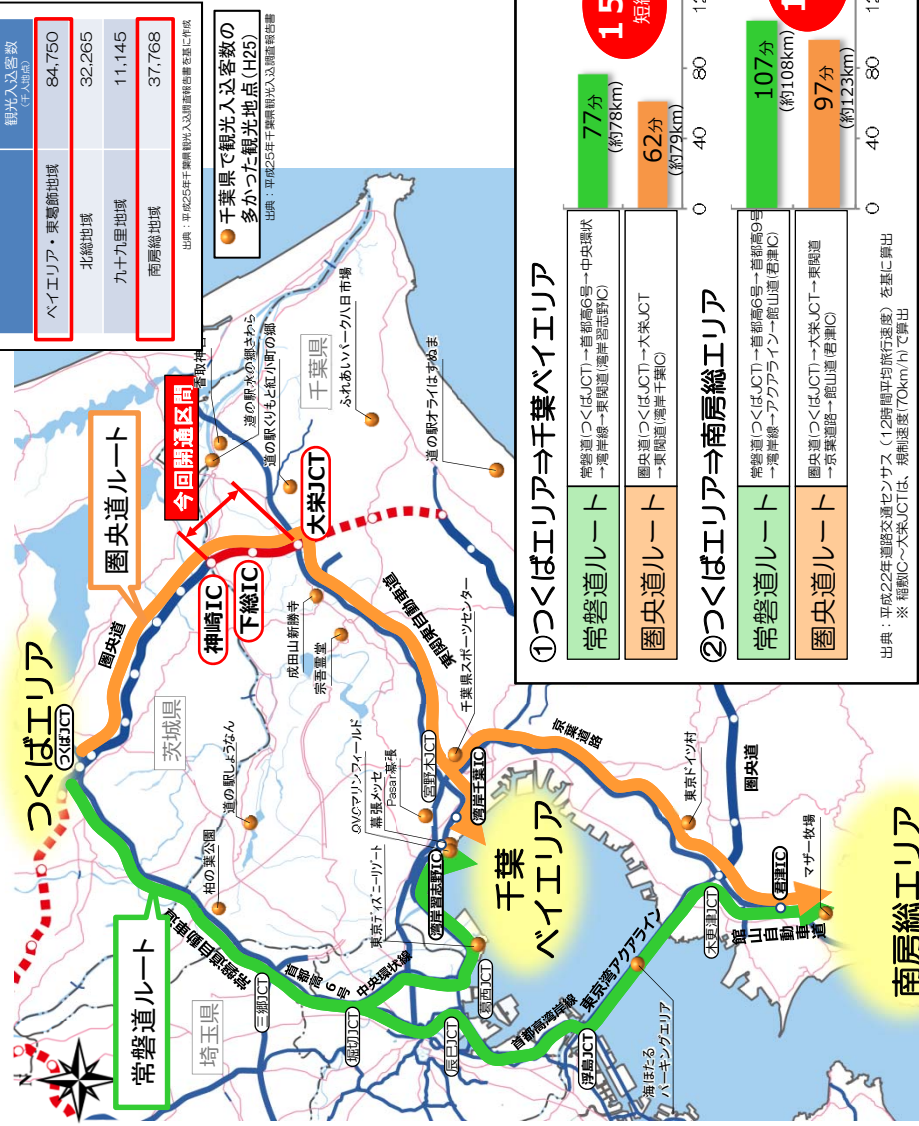 観光入込客数
(千人地点)
ベイエリア・東葛飾地域 84,750
北総地域 32,265
九十九里地域 11,145
南房総地域 37,768
出典：平成25年千葉県観光入込調査報告書を基に作成
千葉県で観光入込客数の
多かった観光地点(H25)
出典：平成25年千葉県観光入込調査報告書
つくばエリア
つくばJCT
圏央道ルート
圏央道
今回開通区間
神崎IC
下総IC
大栄JCT
道の駅水の郷さわら
道の駅くりもと紅小町の郷
千葉県
ふれあいパーク八日市場
道の駅オライはすぬま
茨城県
成田山新勝寺
宗吾霊堂
東関東自動車道
千葉県スポーツセンター
常磐道ルート
常磐自動車道
柏の葉公園
道の駅しょうなん
QVCマリンフィールド
幕張メッセ
Pasar幕張
宮野木JCT
湾岸千葉IC
湾岸習志野IC
東京ディズニーリゾート
千葉
ベイエリア
京葉道路
東京ドイツ村
圏央道
N
埼玉県
三郷JCT
首都高6号
中央環状線
堀切JCT
葛西JCT
辰巳JCT
首都高湾岸線
東京湾アクアライン
浮島JCT
海ほたる
パーキングエリア
木更津JCT
君津IC
館山自動車道
マザー牧場
南房総エリア
①つくばエリア⇒千葉ベイエリア
常磐道ルート
常磐道(つくばJCT)→首都高6号→中央環状
→湾岸線→東関道(湾岸習志野IC)
77分
(約78km)
圏央道ルート
圏央道(つくばJCT)→大栄JCT
→東関道(湾岸千葉IC)
62分
(約79km)
15
短縮
0 40 80
②つくばエリア⇒南房総エリア
常磐道ルート
常磐道(つくばJCT)→首都高6号→首都高9号
→湾岸線→アクアライン→館山道(君津IC)
107分
(約108km)
圏央道ルート
圏央道(つくばJCT)→大栄JCT→東関道
→京葉道路→館山道(君津IC)
97分
(約123km)
1
0 40 80
出典：平成22年道路交通センサス（12時間平均旅行速度）を基に算出
※ 稲敷IC～大栄JCTは、規制速度(70km/h)で算出